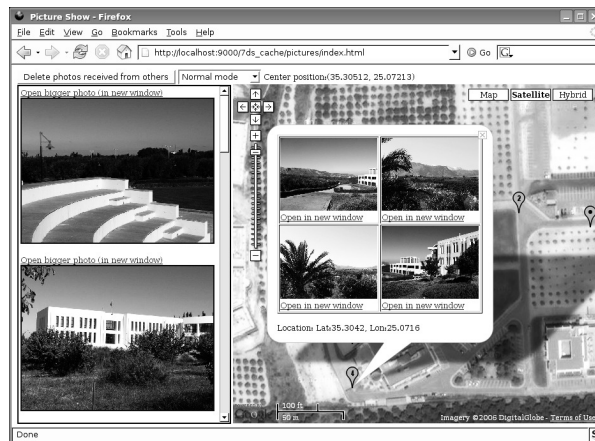 Picture Show - Firefox
File Edit View Go Bookmarks Tools Help
http://localhost:9000/7ds_cache/pictures/index.html Go
Delete photos received from others Normal mode Center position:(35.30512, 25.07213)
Open bigger photo (in new window)
Map Satellite Hybrid
Open in new window Open in new window
2
Open bigger photo (in new window)
Open in new window Open in new window
Location: Lat:35.3042, Lon:25.0716
4
100 ft
50 m
Imagery ©2006 DigitalGlobe - Terms of Use
Done